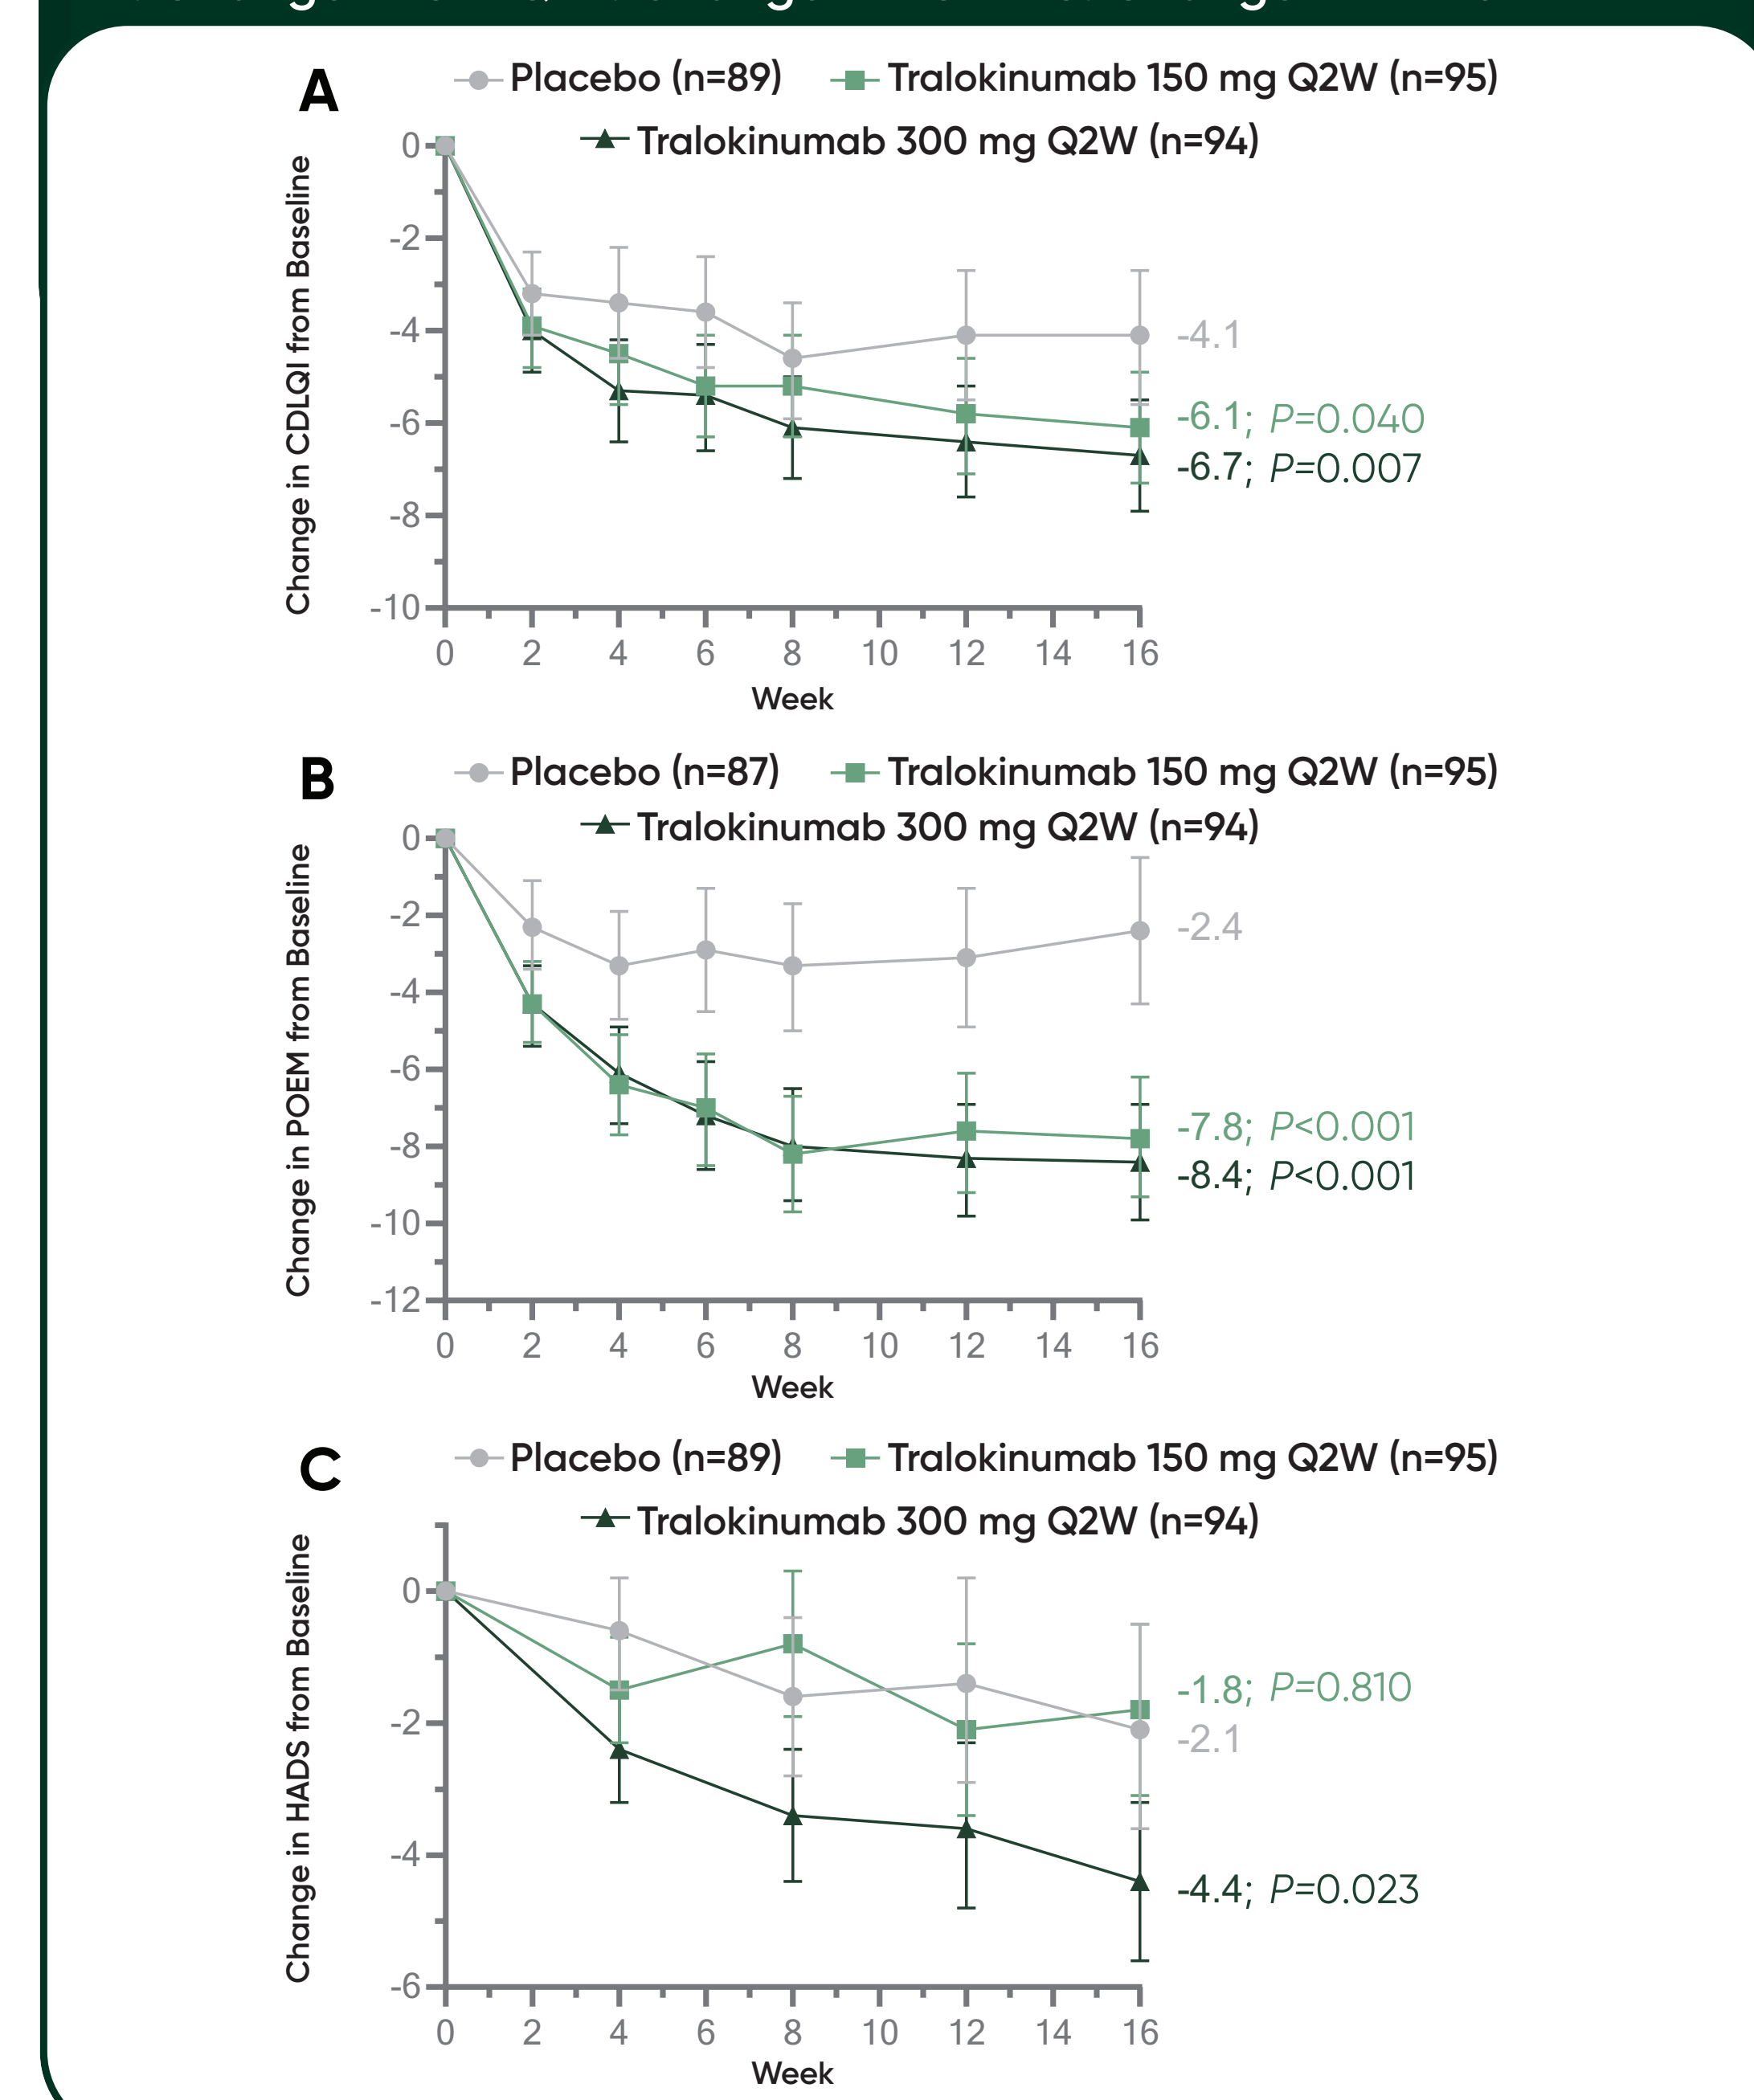 A
Placebo (n=89) Tralokinumab 150 mg Q2W (n=95)
Tralokinumab 300 mg Q2W (n=94)
Change in CDLQI from Baseline
0
-2
-4
-6
-8
-10
-4.1
-6.1; P=0.040
-6.7; P=0.007
0 2 4 6 8 10 12 14 16
Week
B
Placebo (n=87) Tralokinumab 150 mg Q2W (n=95)
Tralokinumab 300 mg Q2W (n=94)
Change in POEM from Baseline
0
-2
-4
-6
-8
-10
-12
-2.4
-7.8; P<0.001
-8.4; P<0.001
0 2 4 6 8 10 12 14 16
Week
C
Placebo (n=89) Tralokinumab 150 mg Q2W (n=95)
Tralokinumab 300 mg Q2W (n=94)
Change in HADS from Baseline
0
-2
-4
-6
-1.8; P=0.810
-2.1
-4.4; P=0.023
0 2 4 6 8 10 12 14 16
Week